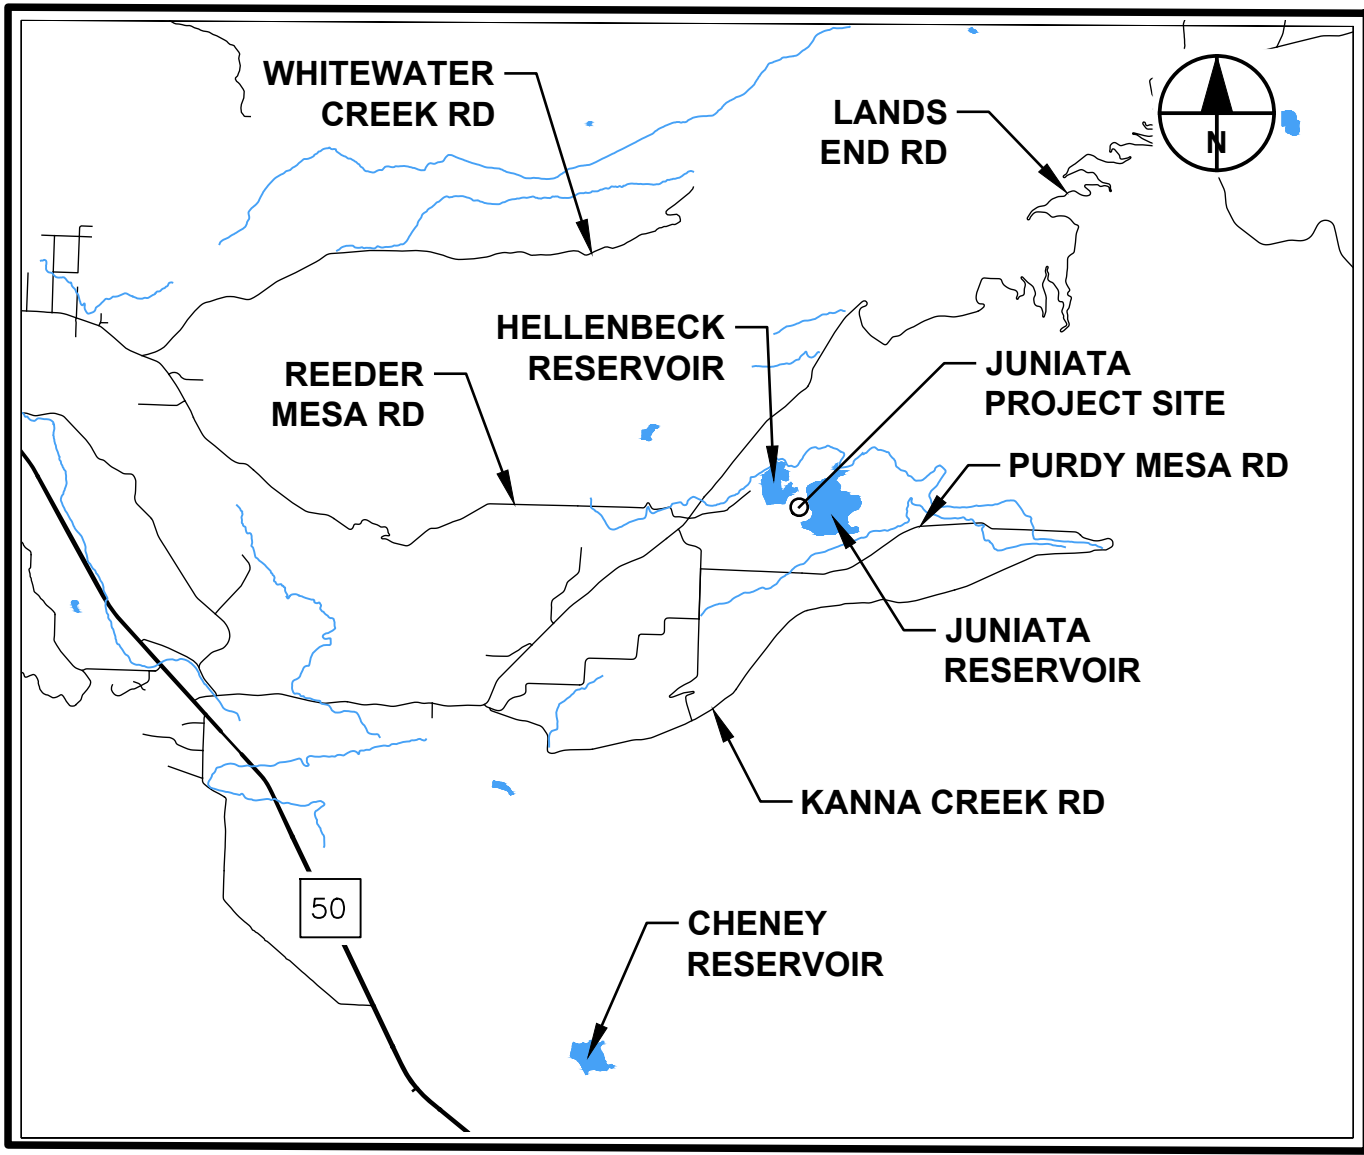 WHITEWATER
CREEK RD
LANDS
END RD
N
HELLENBECK
RESERVOIR
REEDER
MESA RD
JUNIATA
PROJECT SITE
PURDY MESA RD
JUNIATA
RESERVOIR
KANNA CREEK RD
50
CHENEY
RESERVOIR